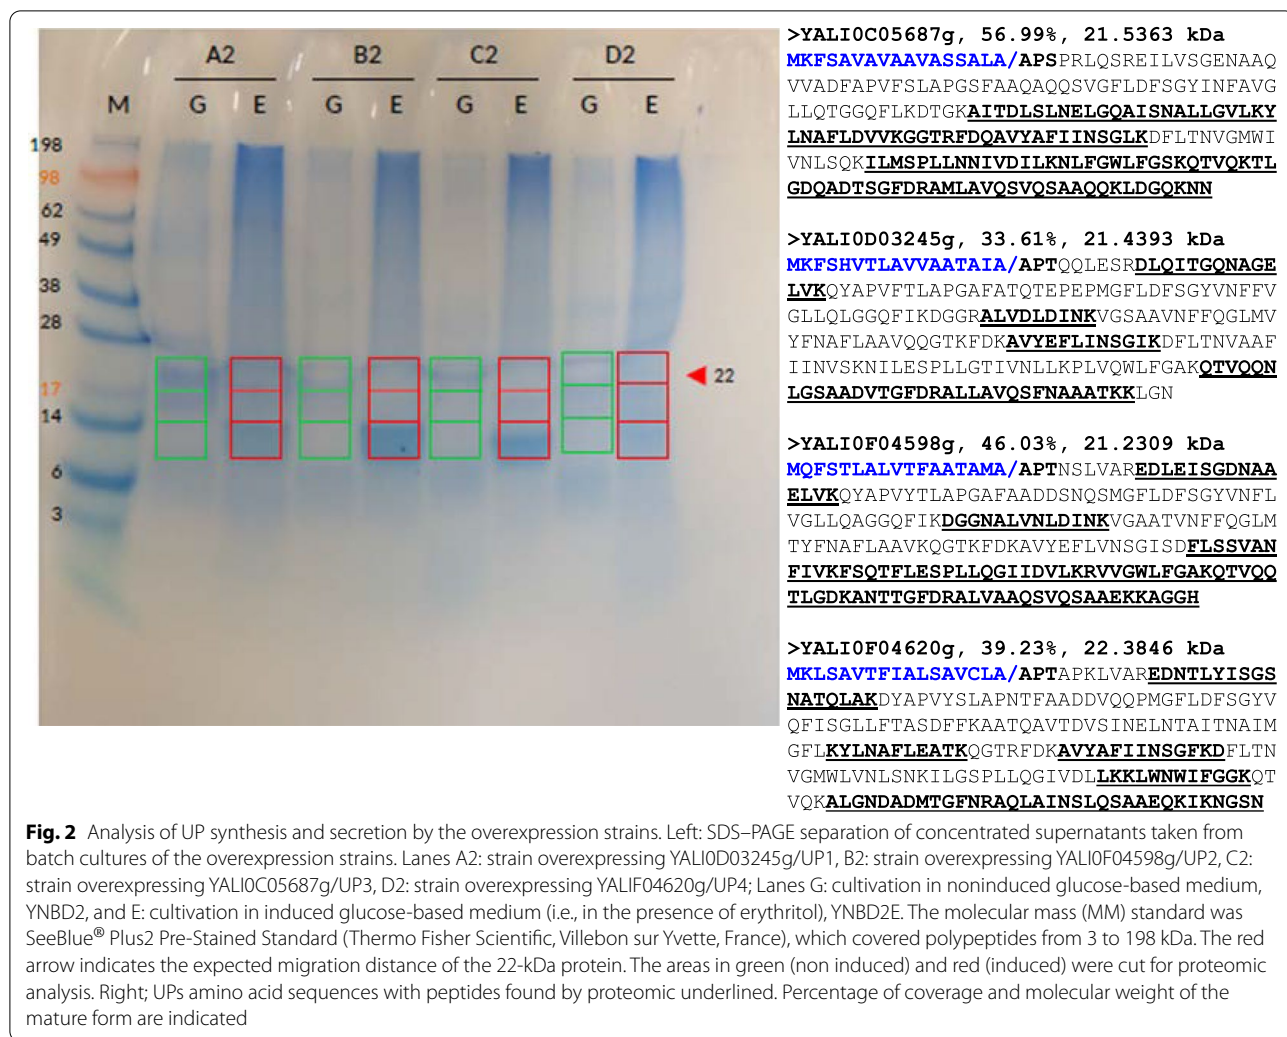 A2 B2 C2 D2
M G E G E G E G E
198
98
62
49
38
28
17
14
6
3
22
>YALI0C05687g, 56.99%, 21.5363 kDa
MKFSAVAVAAVASSALA/APSPRLQSREILVSGENAAQ
VVADFAPVFSLAPGSFAAQAQQSVGFLDFSGYINFAVG
LLQTGGQFLKDTGKAITDLSLNELGQAISNALLGVLKY
LNAFLDVVKGGTRFDQAVYAFIINSGLKDFLTNVGMWI
VNLSQKILMSPLLNNIVDILKNLFGWLFGSKQTVQKTL
GDQADTSGFDRAMLAVQSVQSAAQQKLDGQKNN
>YALI0D03245g, 33.61%, 21.4393 kDa
MKFSHVTLAVVAATAIA/APTQQLESRDLQITGQNAGE
LVKQYAPVFTLAPGAFATQTEPEPMGFLDFSGYVNFFV
GLLQLGGQFIKDGGRALVDLDINKVGSAAVNFFQGLMV
YFNAFLAAVQQGTKFDKAVYEFLINSGIKDFLTNVAAF
IINVSKNILESPLLGTIVNLLKPLVQWLFGAKQTVQQN
LGSAADVTGFDRALLAVQSFNAAATKKLGN
>YALI0F04598g, 46.03%, 21.2309 kDa
MQFSTLALVTFAATAMA/APTNSLVAREDLEISGDNAA
ELVKQYAPVYTLAPGAFAADDSNQSMGFLDFSGYVNFL
VGLLQAGGQFIKDGGNALVNLDINKVGAATVNFFQGLM
TYFNAFLAAVKQGTKFDKAVYEFLVNSGISDFLSSVAN
FIVKFSQTFLESPLLQGIIDVLKRVVGWLFGAKQTVQQ
TLGDKANTTGFDRALVAAQSVQSAAEKKAGGH
>YALI0F04620g, 39.23%, 22.3846 kDa
MKLSAVTFIALSAVCLA/APTAPKLVAREDNTLYISGS
NATQLAKDYAPVYSLAPNTFAADDVQQPMGFLDFSGYV
QFISGLLFTASDFFKAATQAVTDVSINELNTAITNAIM
GFLKYLNAFLEATKQGTRFDKAVYAFIINSGFKDFLTN
VGMWLVNLSNKILGSPLLQGIVDLLKKLWNWIFGGKQT
VQKALGNDADMTGFNRAQLAINSLQSAAEQKIKNGSN
Fig. 2 Analysis of UP synthesis and secretion by the overexpression strains. Left: SDS–PAGE separation of concentrated supernatants taken from
batch cultures of the overexpression strains. Lanes A2: strain overexpressing YALI0D03245g/UP1, B2: strain overexpressing YALI0F04598g/UP2, C2:
strain overexpressing YALI0C05687g/UP3, D2: strain overexpressing YALIF04620g/UP4; Lanes G: cultivation in noninduced glucose-based medium,
YNBD2, and E: cultivation in induced glucose-based medium (i.e., in the presence of erythritol), YNBD2E. The molecular mass (MM) standard was
SeeBlue® Plus2 Pre-Stained Standard (Thermo Fisher Scientific, Villebon sur Yvette, France), which covered polypeptides from 3 to 198 kDa. The red
arrow indicates the expected migration distance of the 22-kDa protein. The areas in green (non induced) and red (induced) were cut for proteomic
analysis. Right; UPs amino acid sequences with peptides found by proteomic underlined. Percentage of coverage and molecular weight of the
mature form are indicated